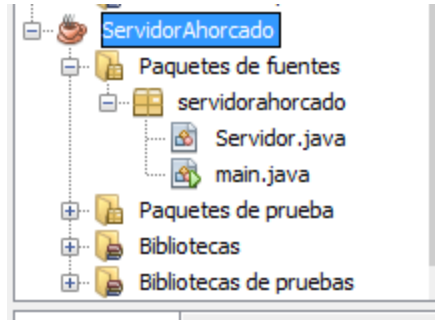 ServidorAhorcado
Paquetes de fuentes
servidorahorcado
Servidor.java
main.java
Paquetes de prueba
Bibliotecas
Bibliotecas de pruebas